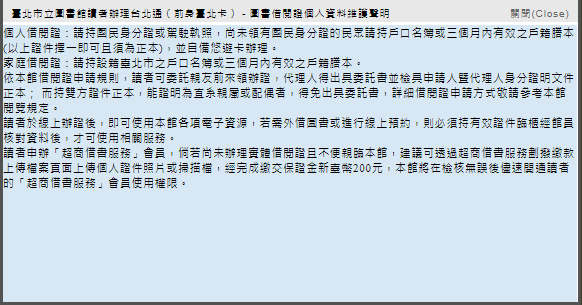 臺北市立圖書館讀者辦理台北通（前身臺北卡）- 圖書借閱證個人資料維護聲明
關閉(Close)
個人借閱證：請持國民身分證或駕駛執照，尚未領有國民身分證的民眾請持戶口名簿或三個月內有效之戶籍謄本
(以上證件擇一即可且須為正本)，並自備悠遊卡辦理。
家庭借閱證：請持設籍臺北市之戶口名簿或三個月內有效之戶籍謄本。
依本館借閱證申請規則，讀者可委託親友前來領辦證，代理人得出具委託書並檢具申請人暨代理人身分證明文件
正本； 而持雙方證件正本，能證明為直系親屬或配偶者，得免出具委託書，詳細借閱證申請方式敬請參考本館
閱覽規定。
讀者於線上辦證後，即可使用本館各項電子資源，若需外借圖書或進行線上預約，則必須持有效證件臨櫃經館員
核對資料後，才可使用相關服務。
讀者申辦「超商借書服務」會員，倘若尚未辦理實體借閱證且不便親臨本館，建議可透過超商借書服務劃撥繳款
上傳檔案頁面上傳個人證件照片或掃描檔，經完成繳交保證金新臺幣200元，本館將在檢核無誤後儘速開通讀者
的「超商借書服務」會員使用權限。